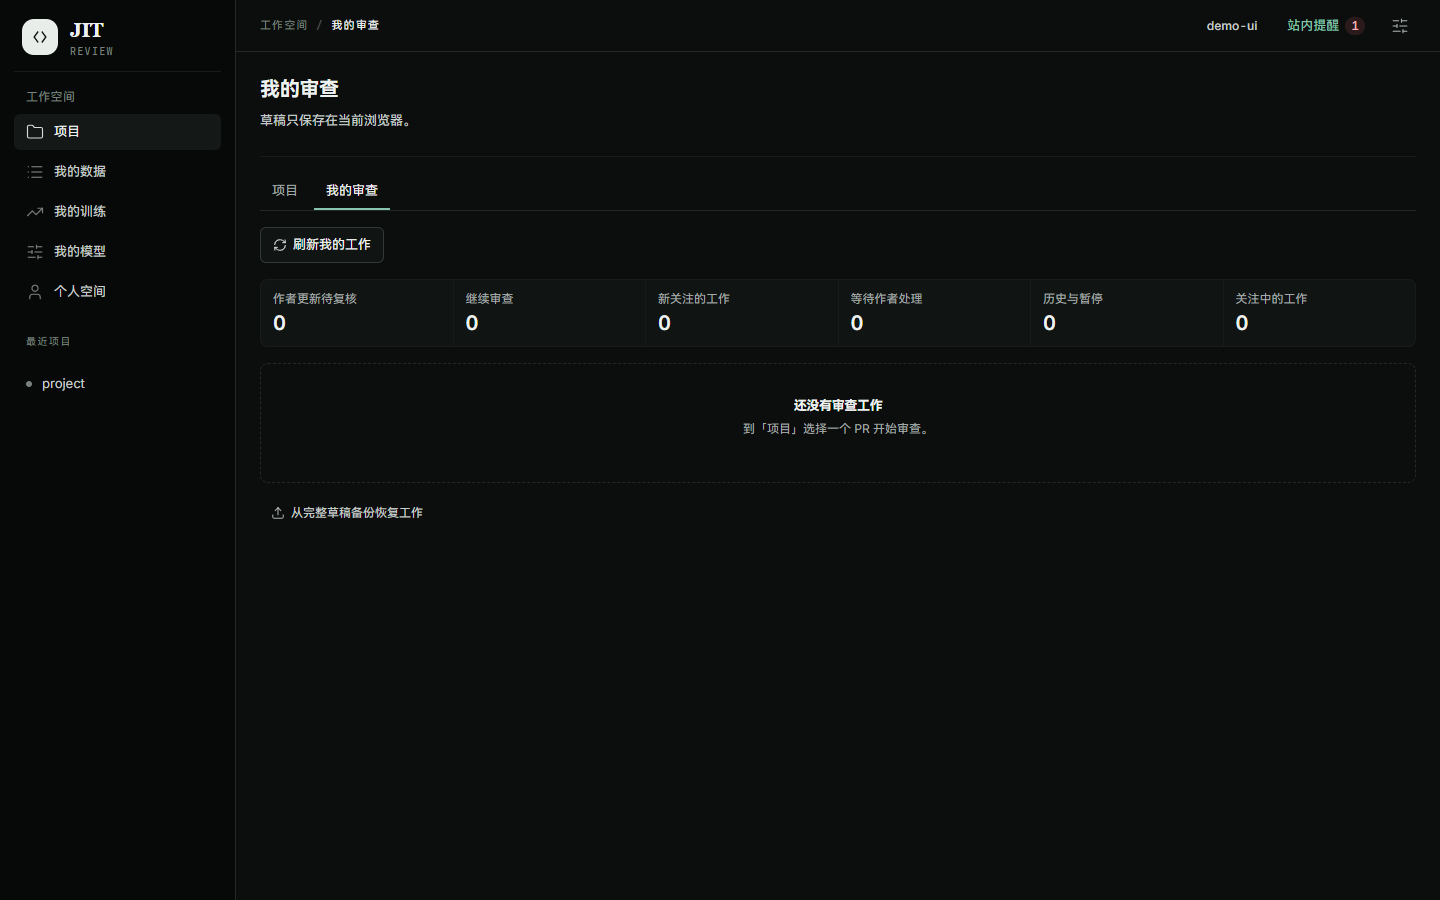 JIT
REVIEW
工作空间
项目
我的数据
我的训练
我的模型
个人空间
最近项目
project
工作空间 / 我的审查
demo-ui
站内提醒 1
我的审查
草稿只保存在当前浏览器。
项目
我的审查
刷新我的工作
作者更新待复核
0
继续审查
0
新关注的工作
0
等待作者处理
0
历史与暂停
0
关注中的工作
0
还没有审查工作
到「项目」选择一个 PR 开始审查。
从完整草稿备份恢复工作